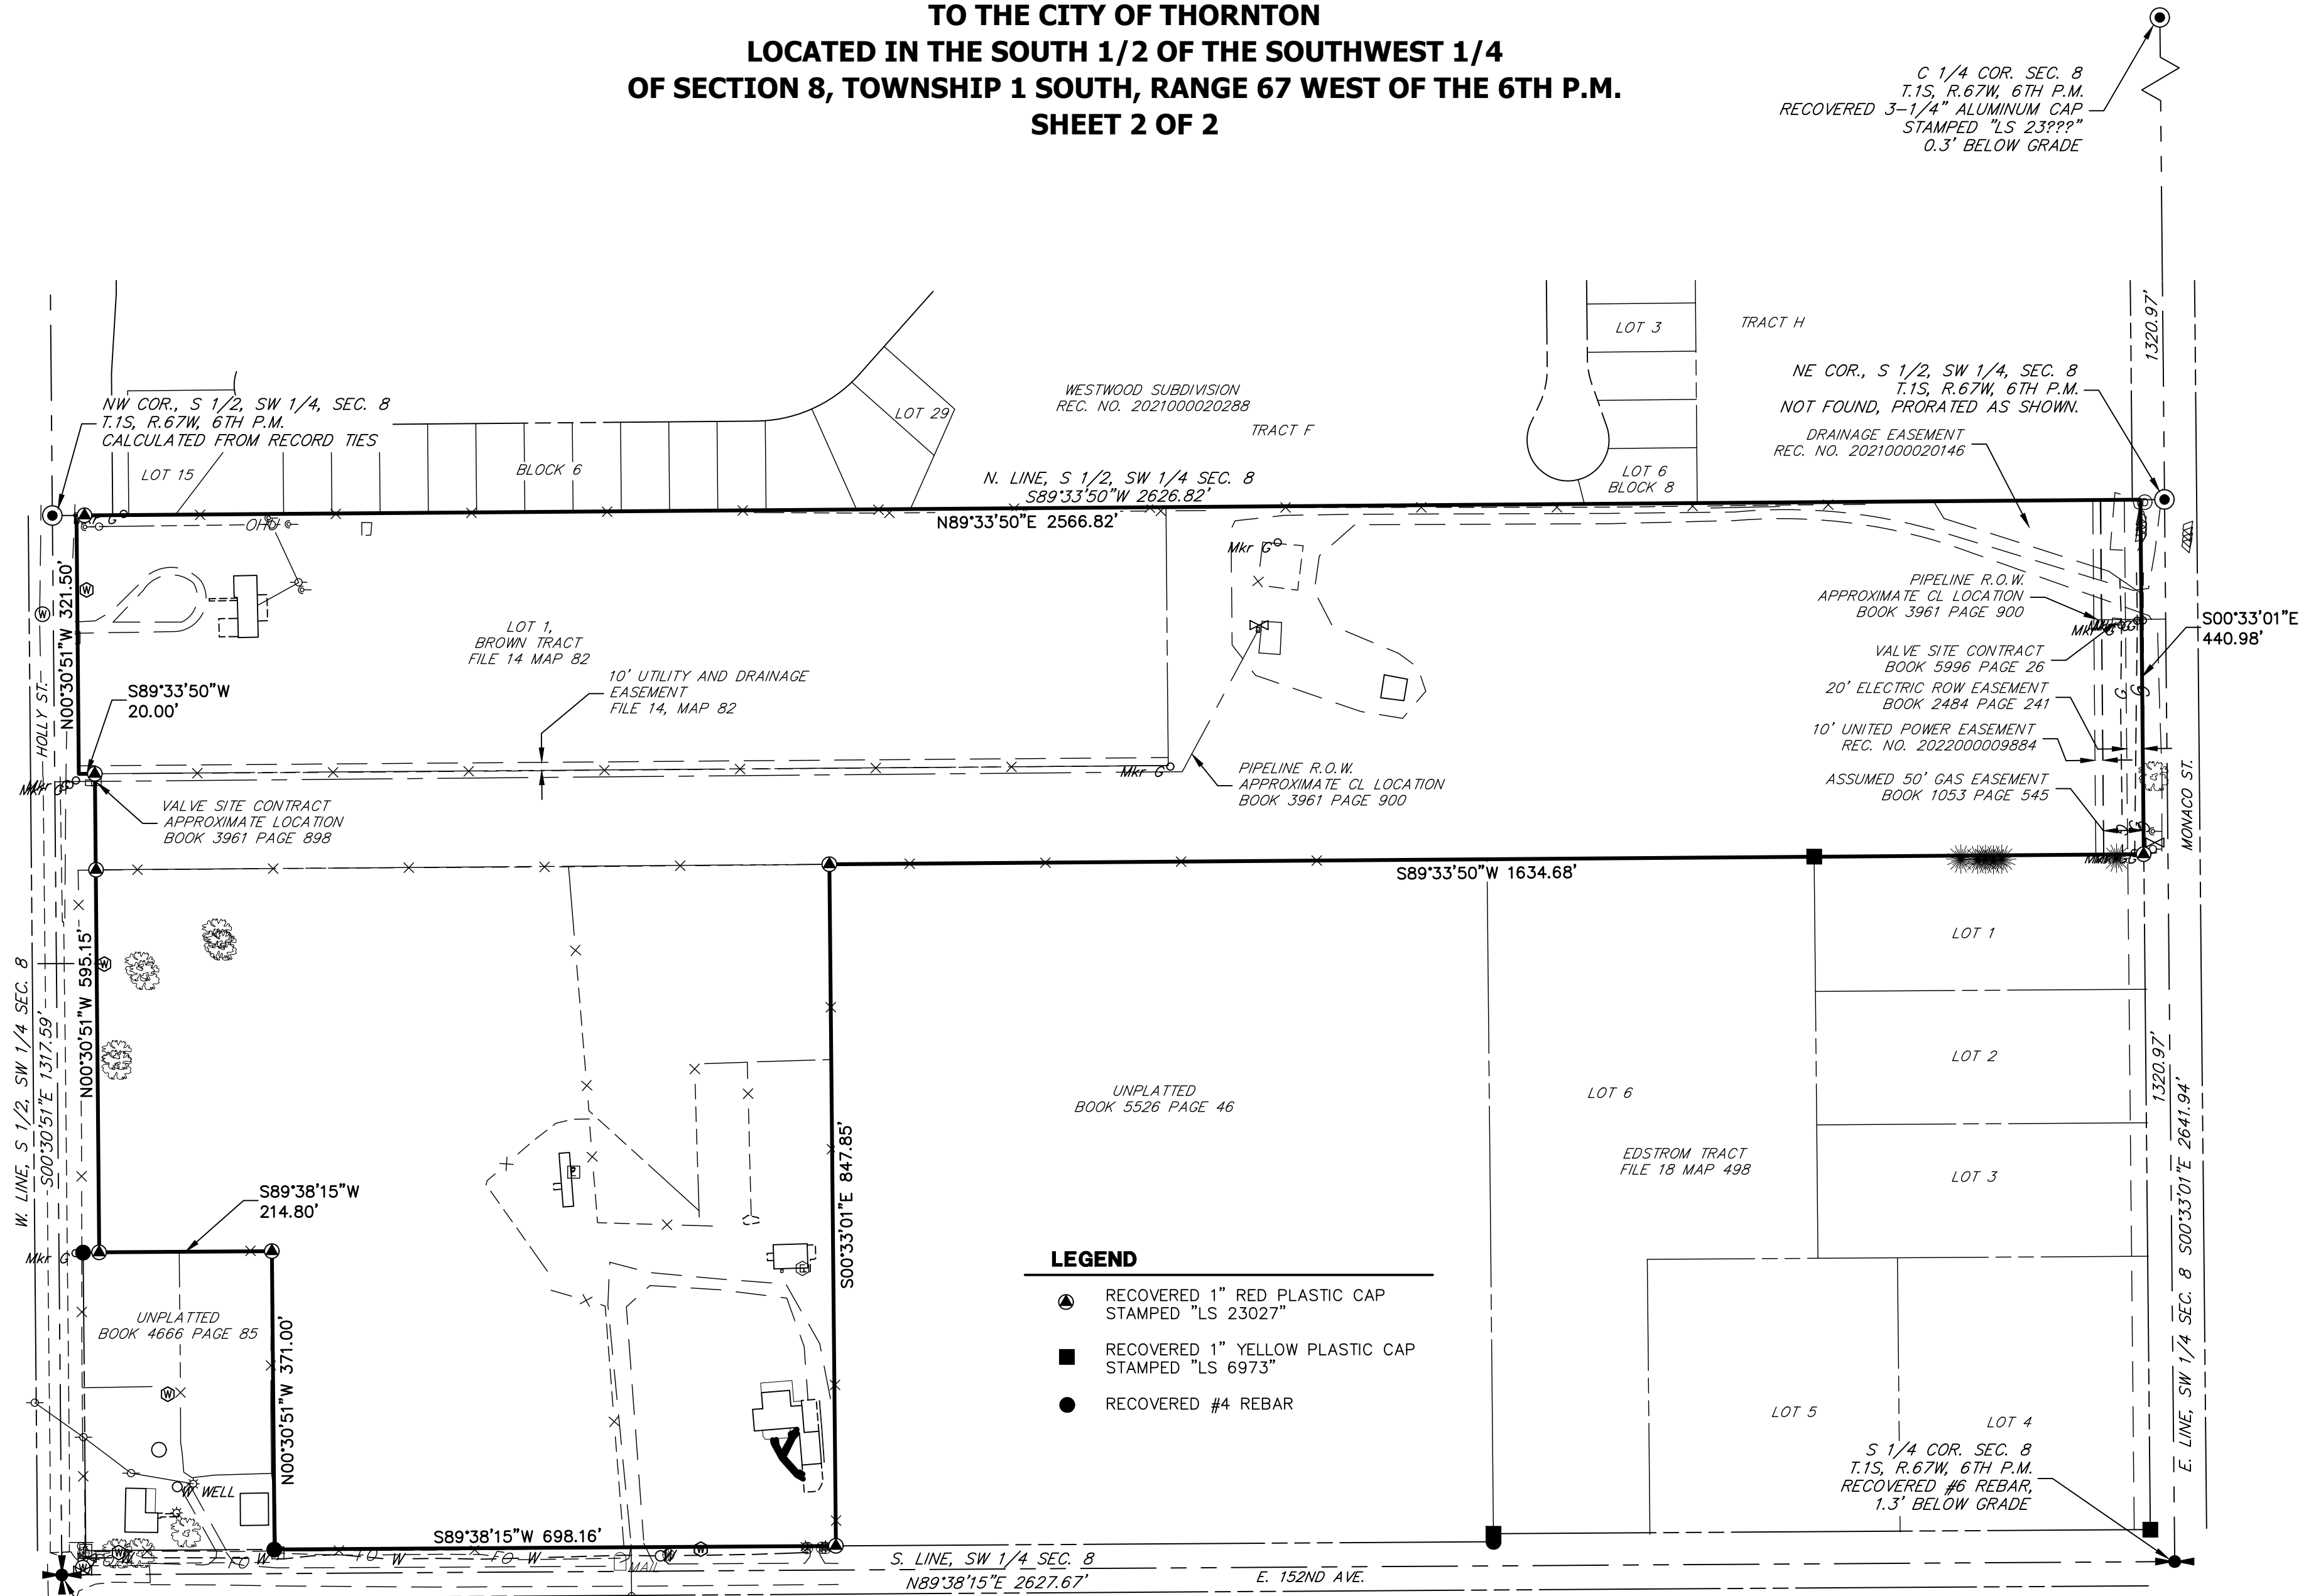 TO THE CITY OF THORNTON
LOCATED IN THE SOUTH 1/2 OF THE SOUTHWEST 1/4
OF SECTION 8, TOWNSHIP 1 SOUTH, RANGE 67 WEST OF THE 6TH P.M.
SHEET 2 OF 2
C 1/4 COR. SEC. 8
T.1S, R.67W, 6TH P.M.
RECOVERED 3-1/4" ALUMINUM CAP
STAMPED "LS 23???"
0.3' BELOW GRADE
1320.97'
LOT 3
TRACT H
NE COR., S 1/2, SW 1/4, SEC. 8
T.1S, R.67W, 6TH P.M.
NOT FOUND, PRORATED AS SHOWN.
DRAINAGE EASEMENT
REC. NO. 2021000020146
WESTWOOD SUBDIVISION
REC. NO. 2021000020288
TRACT F
LOT 29
NW COR., S 1/2, SW 1/4, SEC. 8
T.1S, R.67W, 6TH P.M.
CALCULATED FROM RECORD TIES
LOT 15
BLOCK 6
LOT 6
BLOCK 8
N. LINE, S 1/2, SW 1/4 SEC. 8
S89°33'50"W 2626.82'
N89°33'50"E 2566.82'
OHU
Mkr G
N00°30'51"W 321.50'
HOLLY ST.
W
W
LOT 1,
BROWN TRACT
FILE 14 MAP 82
10' UTILITY AND DRAINAGE
EASEMENT
FILE 14, MAP 82
S89°33'50"W
20.00'
PIPELINE R.O.W.
APPROXIMATE CL LOCATION
BOOK 3961 PAGE 900
S00°33'01"E
440.98'
VALVE SITE CONTRACT
BOOK 5996 PAGE 26
20' ELECTRIC ROW EASEMENT
BOOK 2484 PAGE 241
10' UNITED POWER EASEMENT
REC. NO. 2022000009884
ASSUMED 50' GAS EASEMENT
BOOK 1053 PAGE 545
G
G
MONACO ST.
Mkr G
PIPELINE R.O.W.
APPROXIMATE CL LOCATION
BOOK 3961 PAGE 900
VALVE SITE CONTRACT
APPROXIMATE LOCATION
BOOK 3961 PAGE 898
S89°33'50"W 1634.68'
W. LINE, S 1/2, SW 1/4 SEC. 8
S00°30'51"E 1317.59'
N00°30'51"W 595.15'
W
LOT 1
LOT 2
LOT 3
UNPLATTED
BOOK 5526 PAGE 46
LOT 6
EDSTROM TRACT
FILE 18 MAP 498
1320.97'
E. LINE, SW 1/4 SEC. 8 S00°33'01"E 2641.94'
S00°33'01"E 847.85'
S89°38'15"W
214.80'
Mkr G
UNPLATTED
BOOK 4666 PAGE 85
N00°30'51"W 371.00'
W
W WELL
LEGEND
RECOVERED 1" RED PLASTIC CAP
STAMPED "LS 23027"
RECOVERED 1" YELLOW PLASTIC CAP
STAMPED "LS 6973"
RECOVERED #4 REBAR
LOT 5
LOT 4
S 1/4 COR. SEC. 8
T.1S, R.67W, 6TH P.M.
RECOVERED #6 REBAR,
1.3' BELOW GRADE
S89°38'15"W 698.16'
FO W FO W FO W
MAIL
S. LINE, SW 1/4 SEC. 8
N89°38'15"E 2627.67'
E. 152ND AVE.